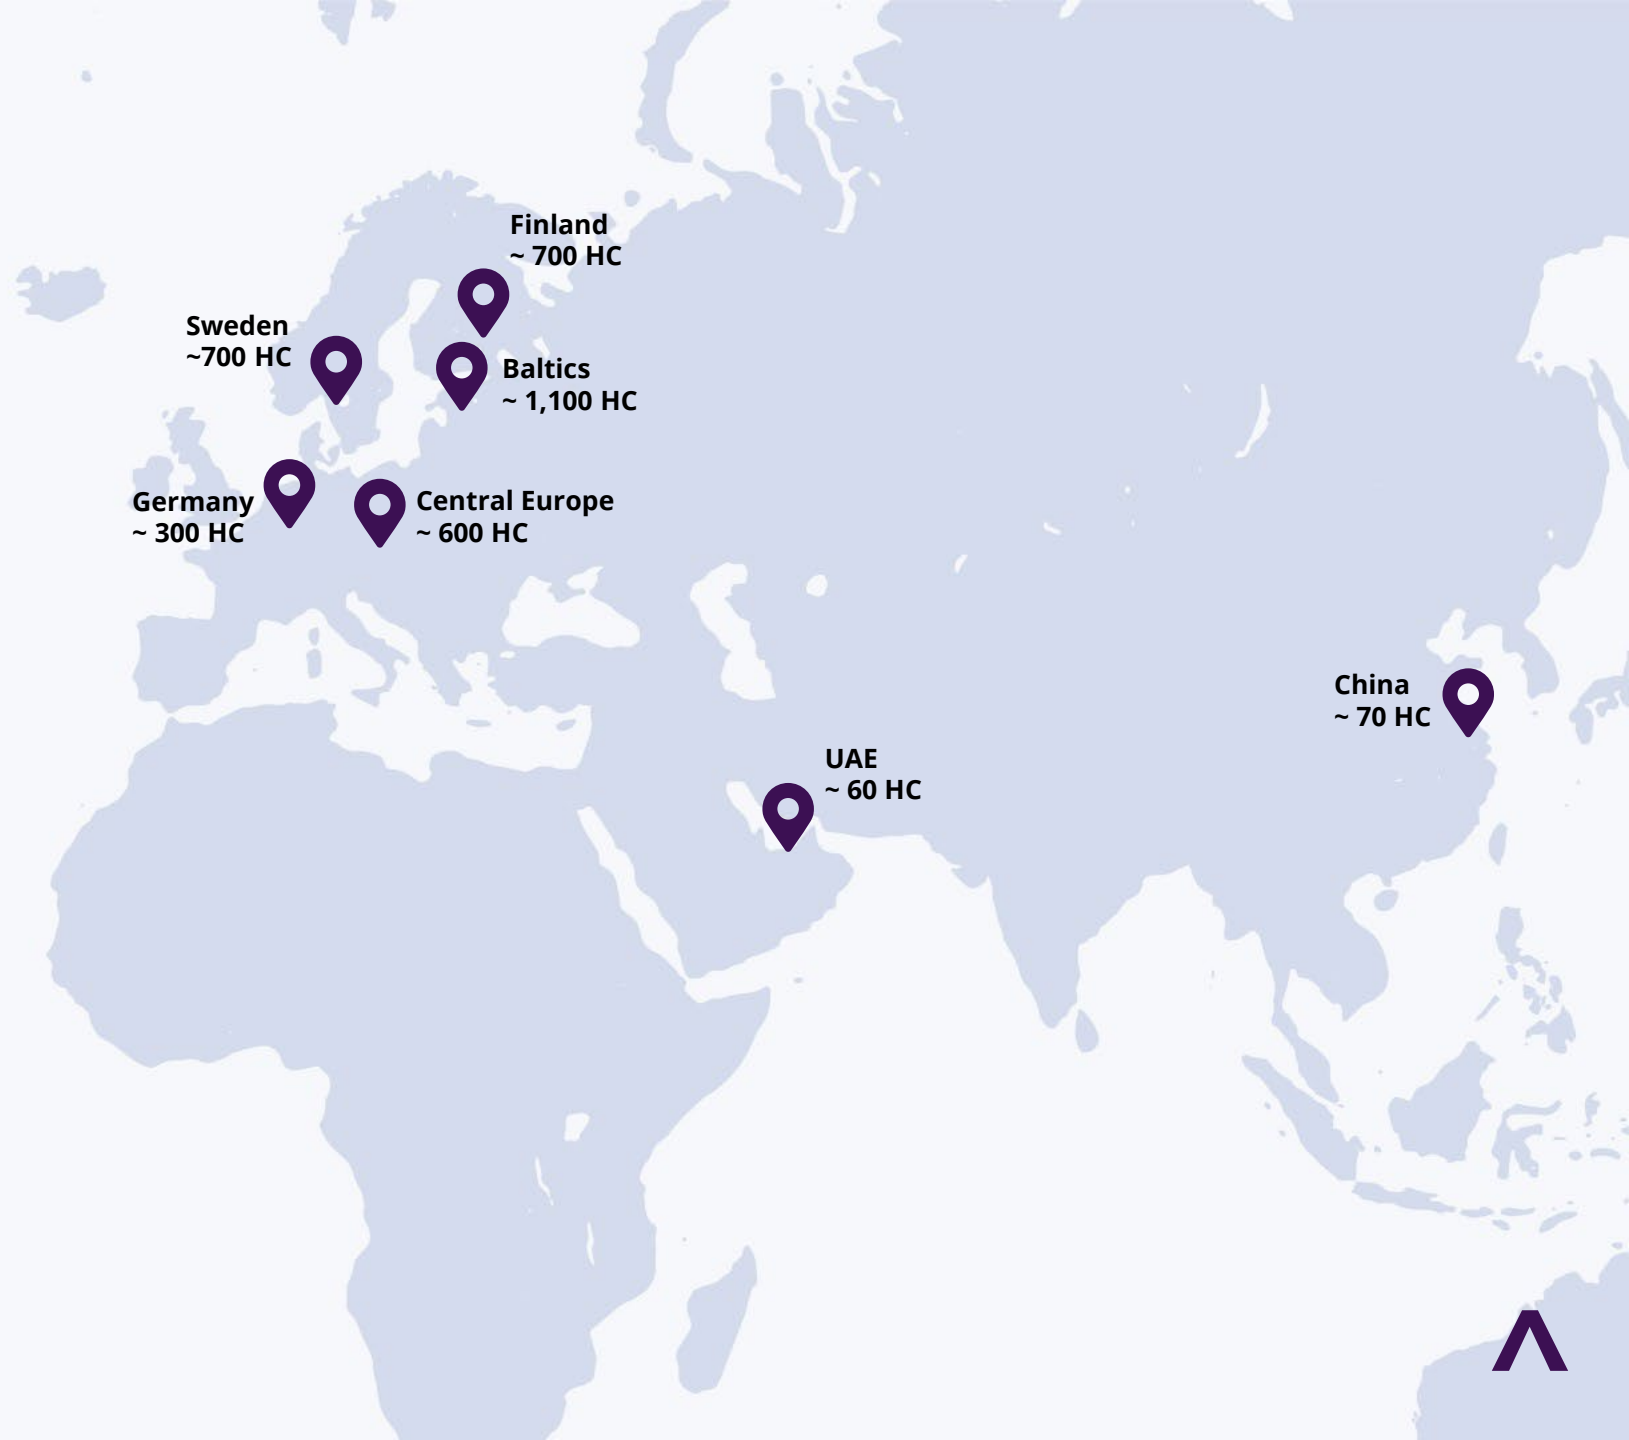 Finland
~ 700 HC
Sweden
~700 HC
Baltics
~ 1,100 HC
Germany
~ 300 HC
Central Europe
~ 600 HC
China
~ 70 HC
UAE
~ 60 HC